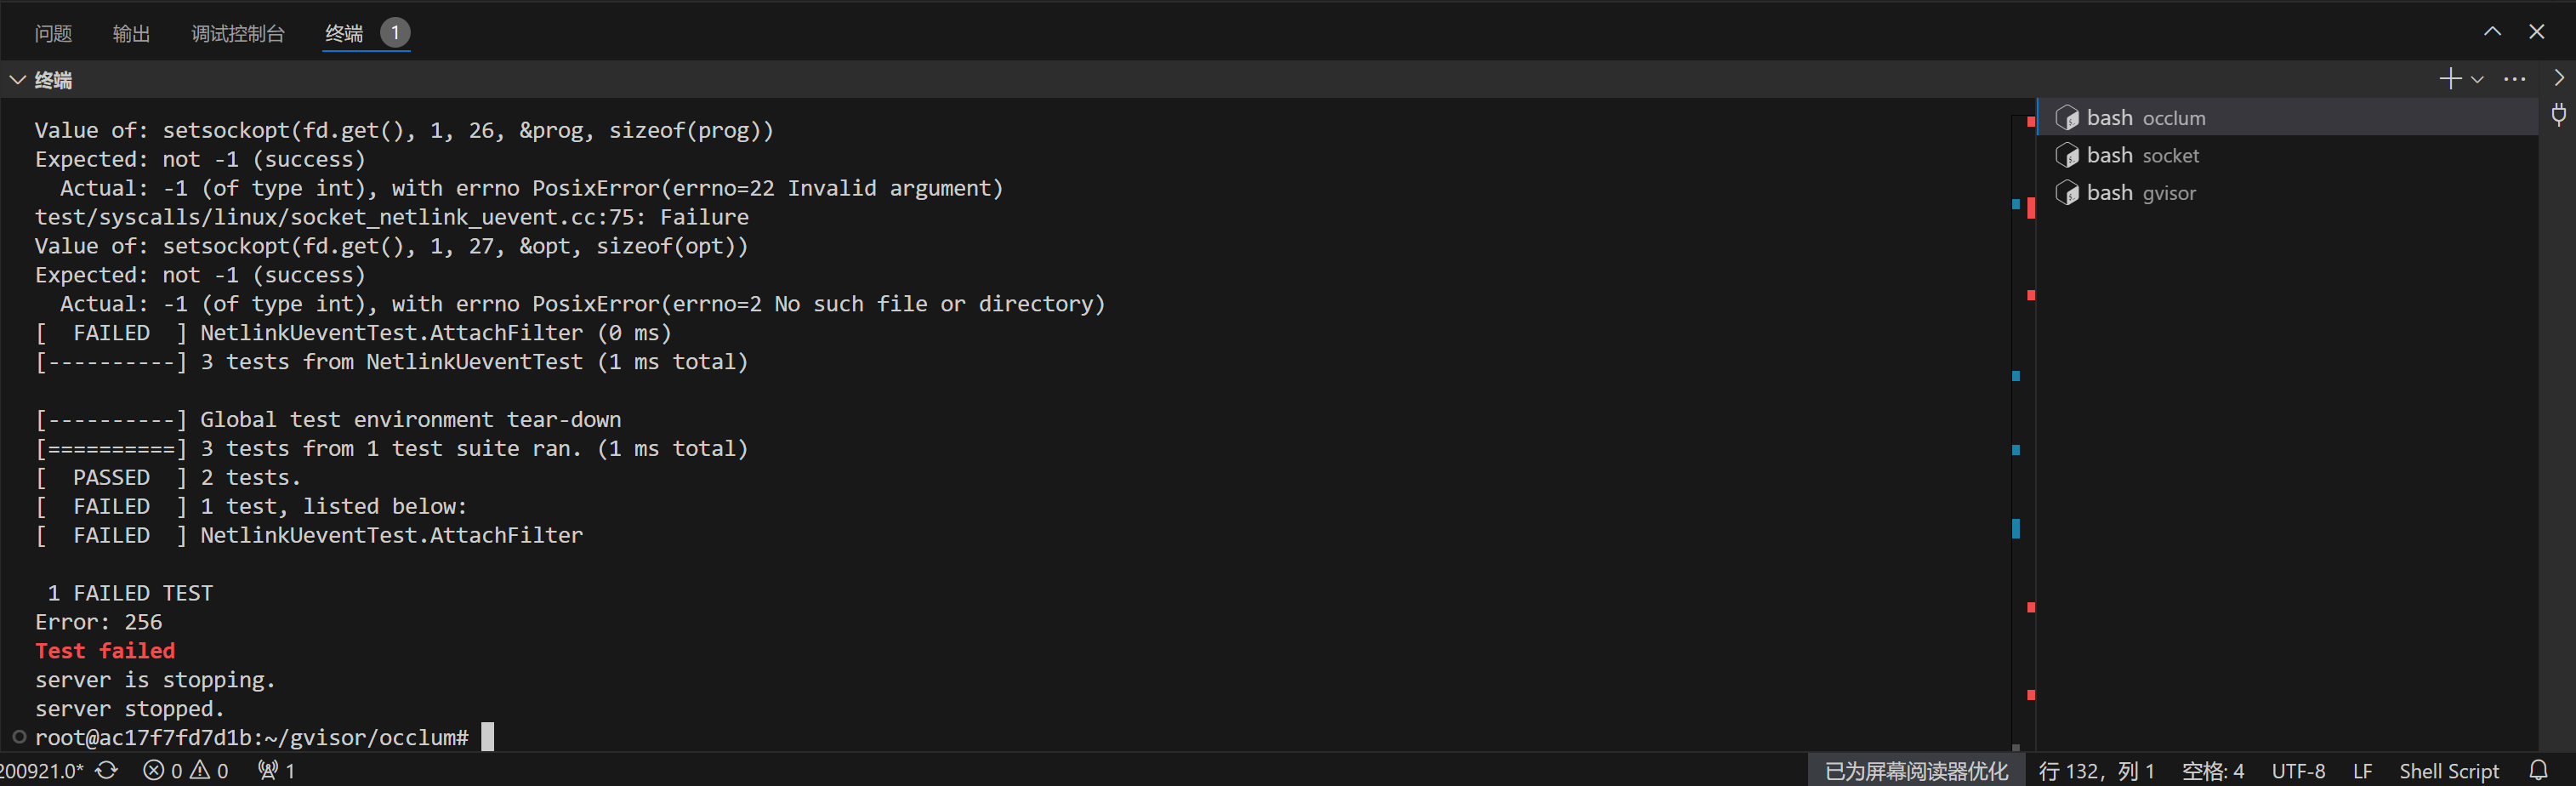 问题 输出 调试控制台 终端 1
终端
Value of: setsockopt(fd.get(), 1, 26, &prog, sizeof(prog))
Expected: not -1 (success)
  Actual: -1 (of type int), with errno PosixError(errno=22 Invalid argument)
test/syscalls/linux/socket_netlink_uevent.cc:75: Failure
Value of: setsockopt(fd.get(), 1, 27, &opt, sizeof(opt))
Expected: not -1 (success)
  Actual: -1 (of type int), with errno PosixError(errno=2 No such file or directory)
[  FAILED  ] NetlinkUeventTest.AttachFilter (0 ms)
[----------] 3 tests from NetlinkUeventTest (1 ms total)
[----------] Global test environment tear-down
[==========] 3 tests from 1 test suite ran. (1 ms total)
[  PASSED  ] 2 tests.
[  FAILED  ] 1 test, listed below:
[  FAILED  ] NetlinkUeventTest.AttachFilter
 1 FAILED TEST
Error: 256
Test failed
server is stopping.
server stopped.
root@ac17f7fd7d1b:~/gvisor/occlum#
bash occlum
bash socket
bash gvisor
200921.0* 0 0 1 已为屏幕阅读器优化 行 132，列 1 空格: 4 UTF-8 LF Shell Script